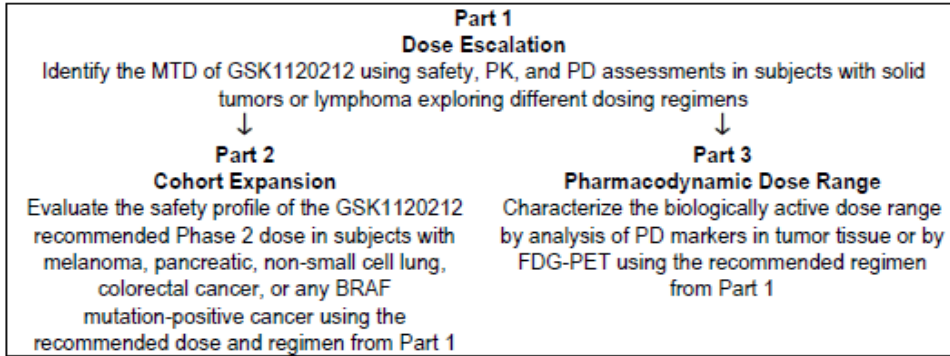 Part 1
Dose Escalation
Identify the MTD of GSK1120212 using safety, PK, and PD assessments in subjects with solid
tumors or lymphoma exploring different dosing regimens
↓ ↓
Part 2
Cohort Expansion
Evaluate the safety profile of the GSK1120212
recommended Phase 2 dose in subjects with
melanoma, pancreatic, non-small cell lung,
colorectal cancer, or any BRAF
mutation-positive cancer using the
recommended dose and regimen from Part 1
Part 3
Pharmacodynamic Dose Range
Characterize the biologically active dose range
by analysis of PD markers in tumor tissue or by
FDG-PET using the recommended regimen
from Part 1